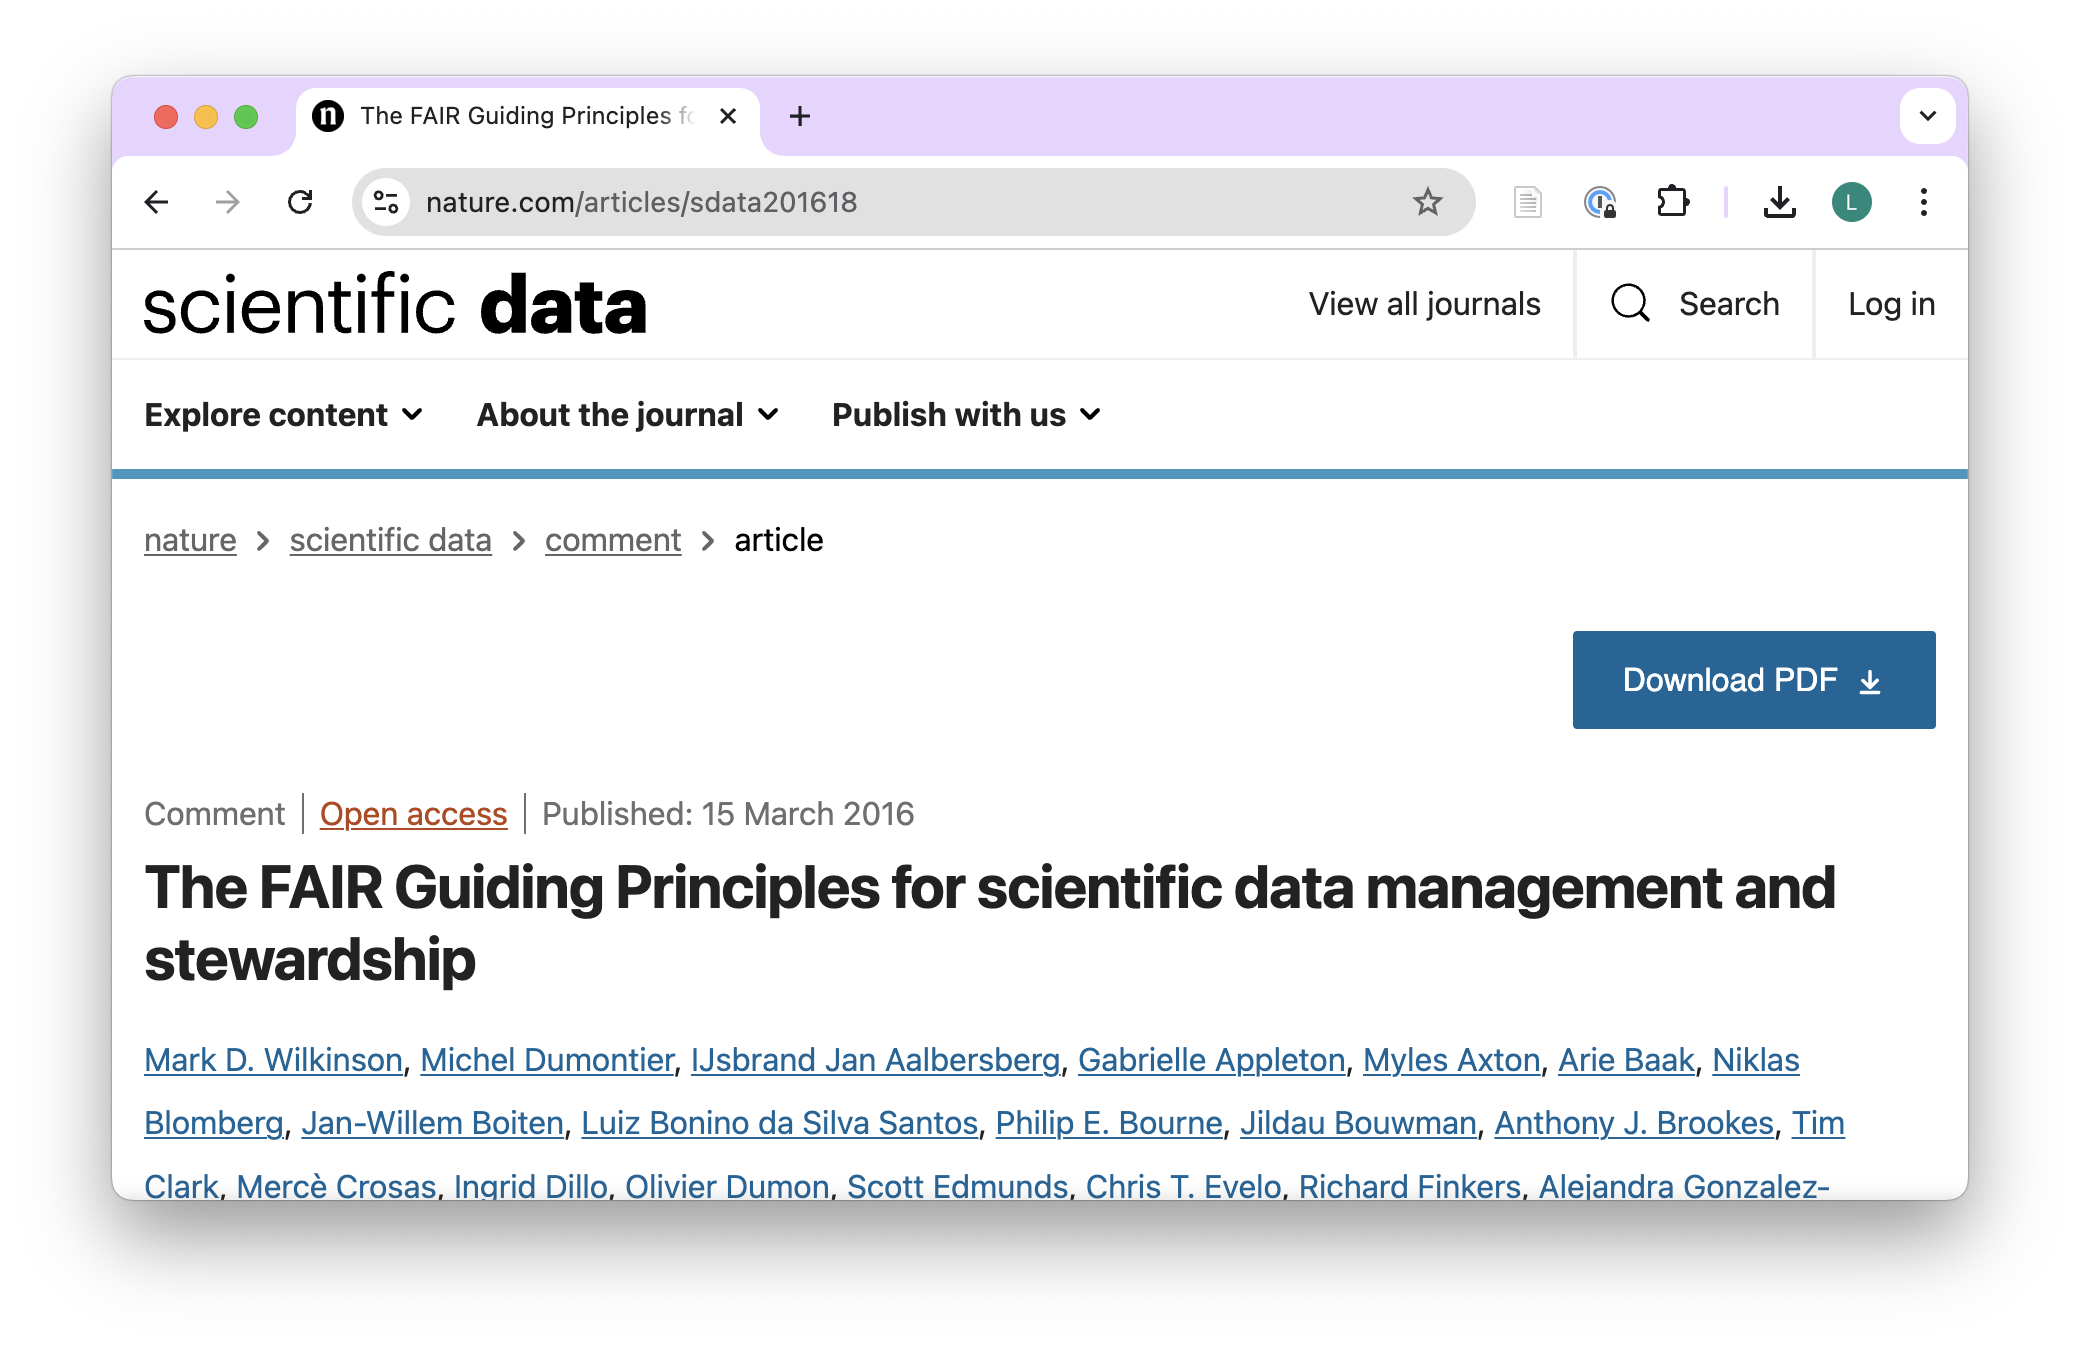 The FAIR Guiding Principles fo
nature.com/articles/sdata201618
L
scientific data
View all journals
Search
Log in
Explore content
About the journal
Publish with us
nature > scientific data > comment > article
Download PDF
Comment | Open access | Published: 15 March 2016
The FAIR Guiding Principles for scientific data management and
stewardship
Mark D. Wilkinson, Michel Dumontier, IJsbrand Jan Aalbersberg, Gabrielle Appleton, Myles Axton, Arie Baak, Niklas
Blomberg, Jan-Willem Boiten, Luiz Bonino da Silva Santos, Philip E. Bourne, Jildau Bouwman, Anthony J. Brookes, Tim
Clark, Mercè Crosas, Ingrid Dillo, Olivier Dumon, Scott Edmunds, Chris T. Evelo, Richard Finkers, Alejandra Gonzalez-